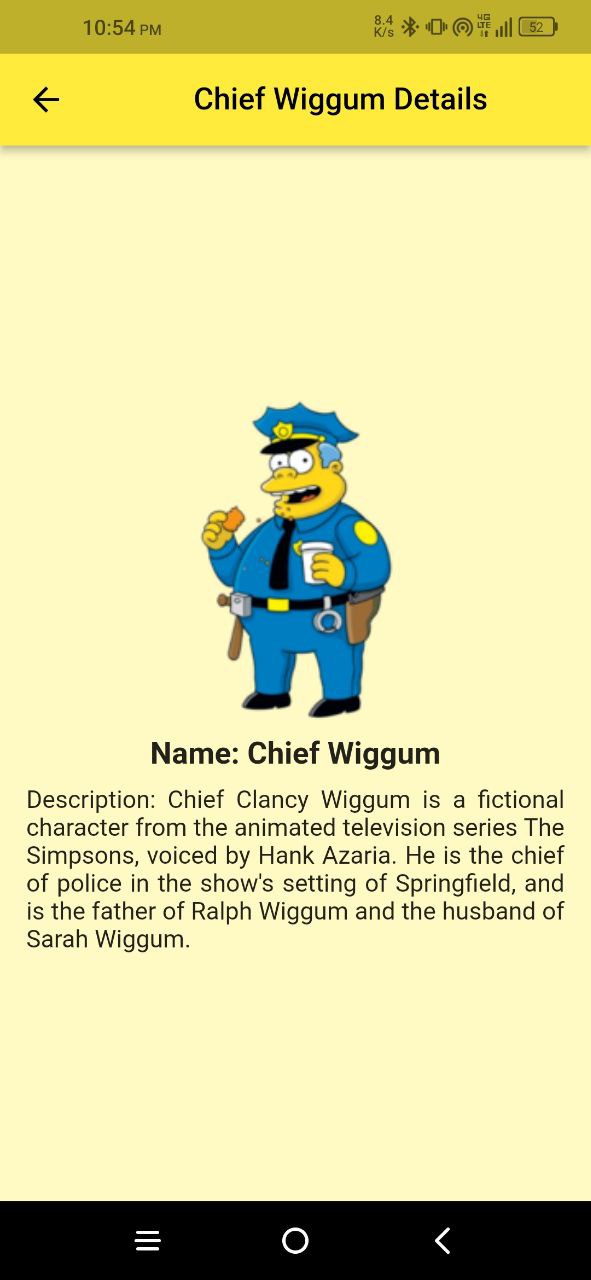 10:54 PM
8.4
K/s
4G
LTE
52
Chief Wiggum Details
Name: Chief Wiggum
Description: Chief Clancy Wiggum is a fictional
character from the animated television series The
Simpsons, voiced by Hank Azaria. He is the chief
of police in the show's setting of Springfield, and
is the father of Ralph Wiggum and the husband of
Sarah Wiggum.